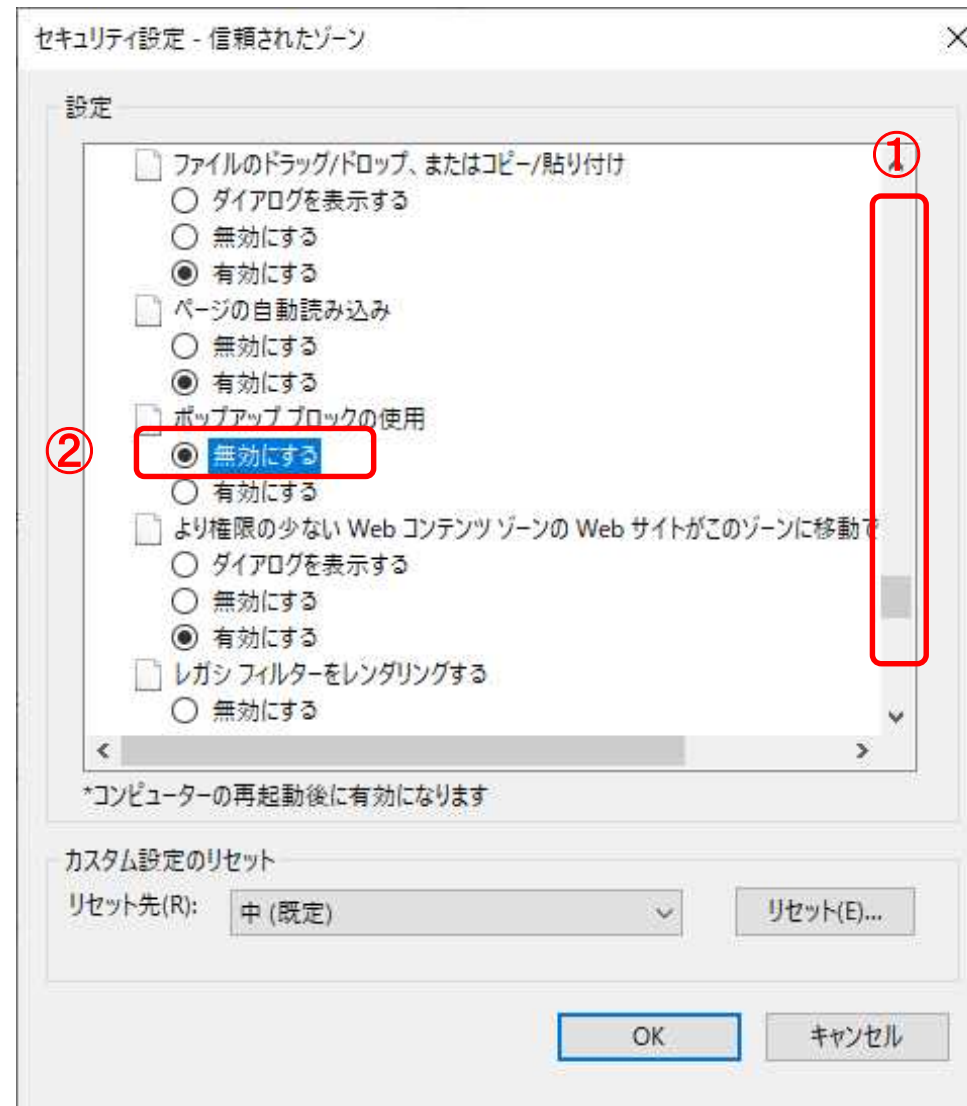 セキュリティ設定 - 信頼されたゾーン
設定
①
ファイルのドラッグ/ドロップ、またはコピー/貼り付け
ダイアログを表示する
無効にする
有効にする
ページの自動読み込み
無効にする
有効にする
ポップアップ ブロックの使用
② 無効にする
有効にする
より権限の少ない Web コンテンツ ゾーンの Web サイトがこのゾーンに移動で
ダイアログを表示する
無効にする
有効にする
レガシ フィルターをレンダリングする
無効にする
*コンピューターの再起動後に有効になります
カスタム設定のリセット
リセット先(R): 中 (既定) リセット(E)...
OK キャンセル